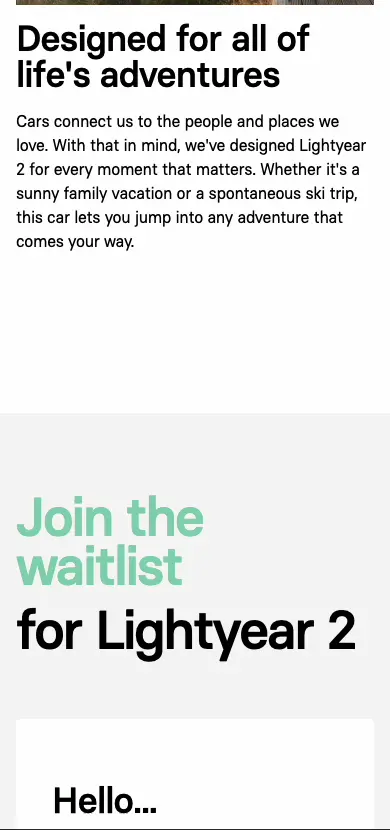 Designed for all of
life's adventures
Cars connect us to the people and places we
love. With that in mind, we've designed Lightyear
2 for every moment that matters. Whether it's a
sunny family vacation or a spontaneous ski trip,
this car lets you jump into any adventure that
comes your way.
Join the
waitlist
for Lightyear 2
Hello...